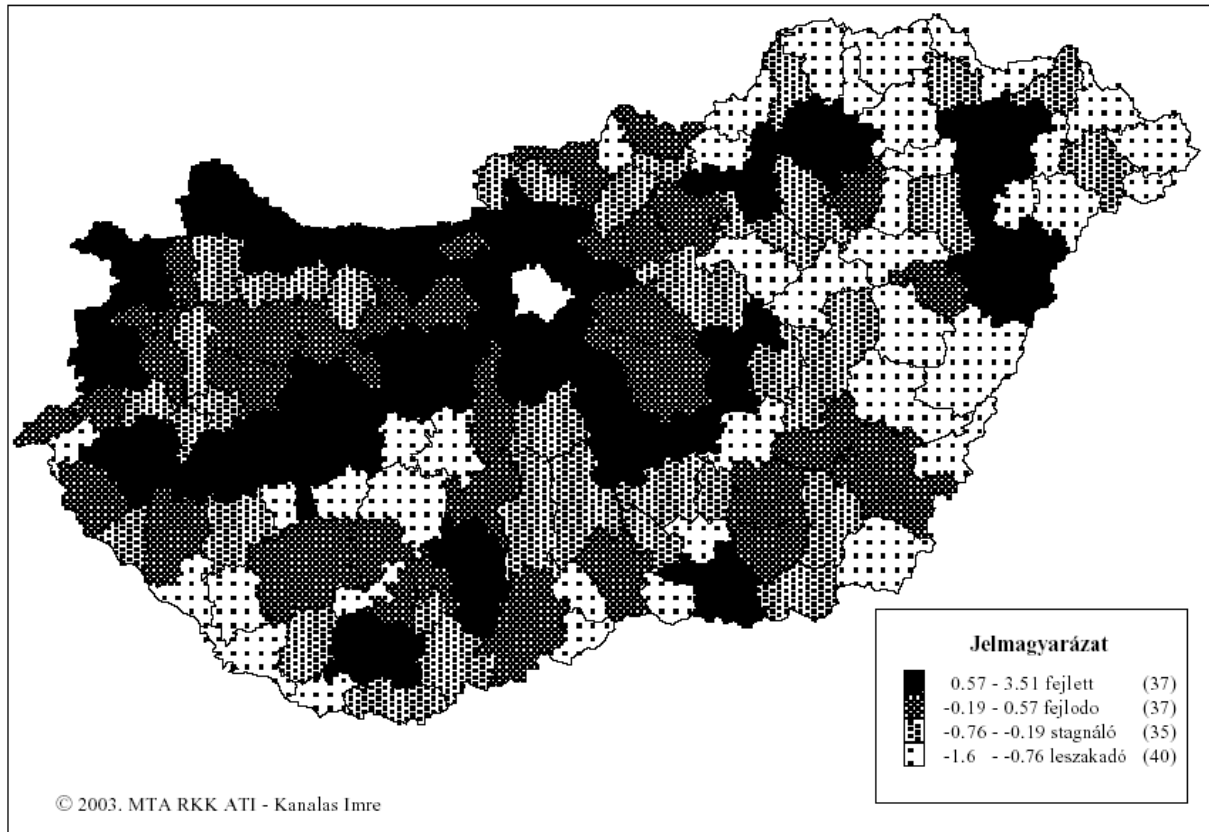 Jelmagyarázat
0.57 - 3.51 fejlett (37)
-0.19 - 0.57 fejlodo (37)
-0.76 - -0.19 stagnáló (35)
-1.6 - -0.76 leszakadó (40)
© 2003. MTA RKK ATI - Kanalas Imre